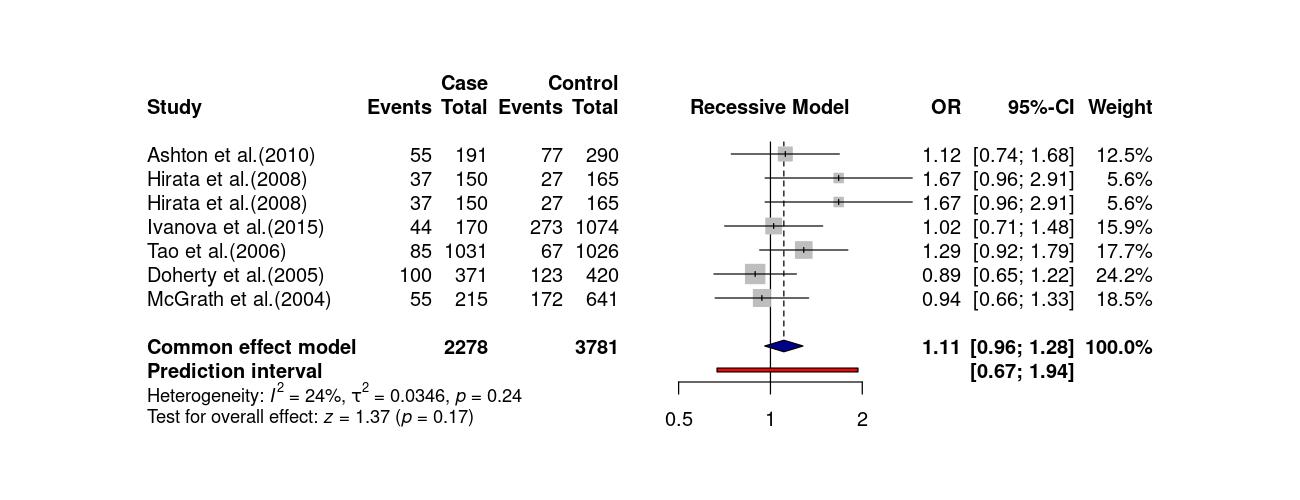 Case Control
Study Events Total Events Total Recessive Model OR 95%-CI Weight
Ashton et al.(2010) 55 191 77 290 1.12 [0.74; 1.68] 12.5%
Hirata et al.(2008) 37 150 27 165 1.67 [0.96; 2.91] 5.6%
Hirata et al.(2008) 37 150 27 165 1.67 [0.96; 2.91] 5.6%
Ivanova et al.(2015) 44 170 273 1074 1.02 [0.71; 1.48] 15.9%
Tao et al.(2006) 85 1031 67 1026 1.29 [0.92; 1.79] 17.7%
Doherty et al.(2005) 100 371 123 420 0.89 [0.65; 1.22] 24.2%
McGrath et al.(2004) 55 215 172 641 0.94 [0.66; 1.33] 18.5%
Common effect model 2278 3781 1.11 [0.96; 1.28] 100.0%
Prediction interval [0.67; 1.94]
Heterogeneity: I² = 24%, τ² = 0.0346, p = 0.24
Test for overall effect: z = 1.37 (p = 0.17)
0.5 1 2